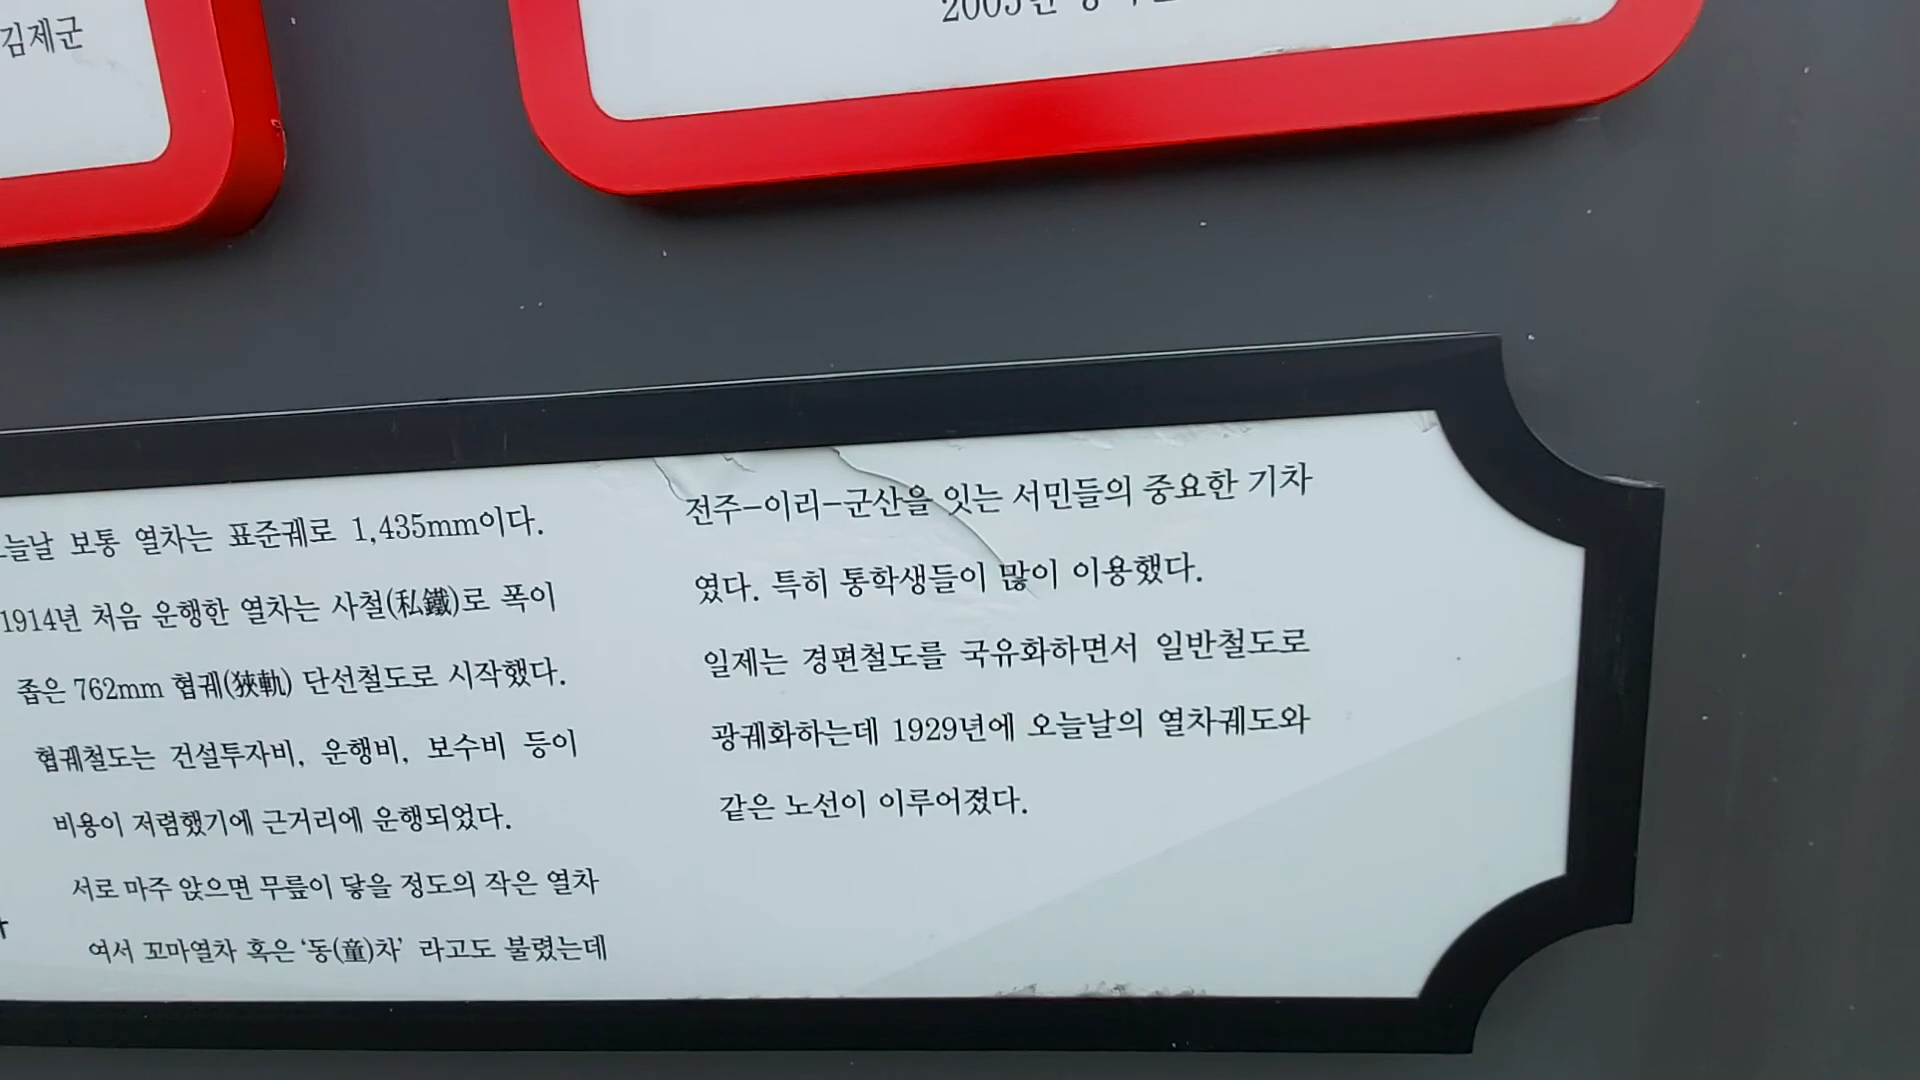 김제군
오늘날 보통 열차는 표준궤로 1,435mm이다.
1914년 처음 운행한 열차는 사철(私鐵)로 폭이
좁은 762mm 협궤(狹軌) 단선철도로 시작했다.
협궤철도는 건설투자비, 운행비, 보수비 등이
비용이 저렴했기에 근거리에 운행되었다.
서로 마주 앉으면 무릎이 닿을 정도의 작은 열차
여서 꼬마열차 혹은 '동(童)차' 라고도 불렸는데
전주-이리-군산을 잇는 서민들의 중요한 기차
였다. 특히 통학생들이 많이 이용했다.
일제는 경편철도를 국유화하면서 일반철도로
광궤화하는데 1929년에 오늘날의 열차궤도와
같은 노선이 이루어졌다.